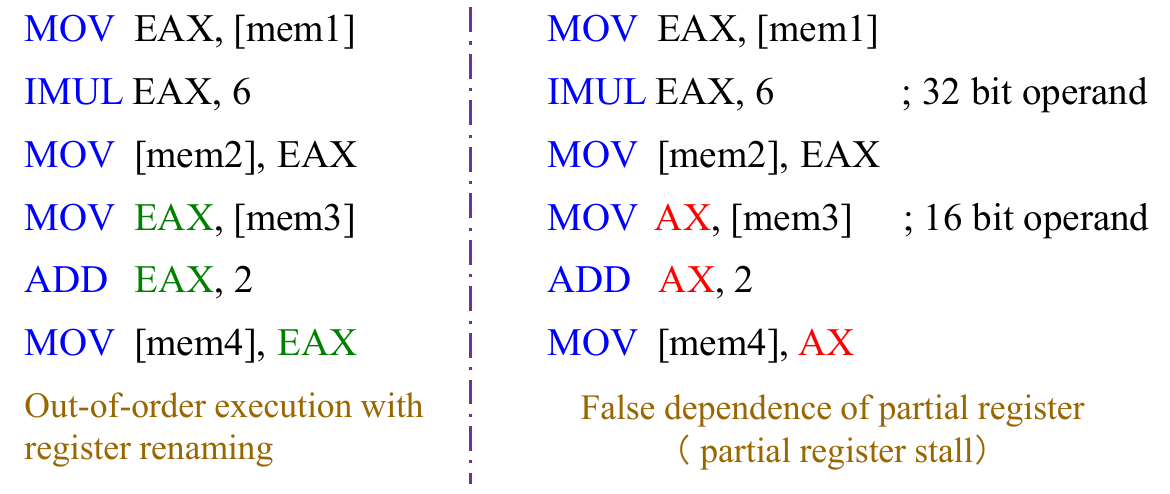 MOV EAX, [mem1]
IMUL EAX, 6
MOV [mem2], EAX
MOV EAX, [mem3]
ADD EAX, 2
MOV [mem4], EAX
Out-of-order execution with
register renaming
MOV EAX, [mem1]
IMUL EAX, 6 ; 32 bit operand
MOV [mem2], EAX
MOV AX, [mem3] ; 16 bit operand
ADD AX, 2
MOV [mem4], AX
False dependence of partial register
（ partial register stall）